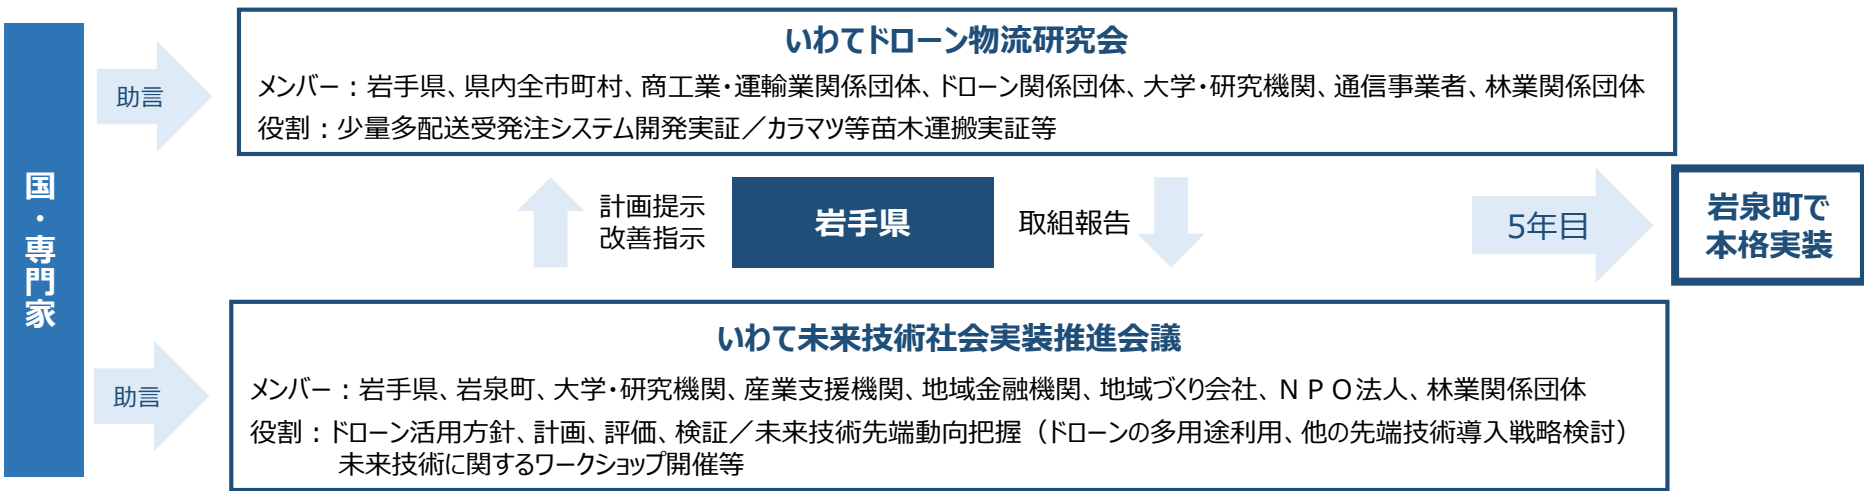 国・専門家
助言
いわてドローン物流研究会
メンバー：岩手県、県内全市町村、商工業・運輸業関係団体、ドローン関係団体、大学・研究機関、通信事業者、林業関係団体
役割：少量多配送受発注システム開発実証／カラマツ等苗木運搬実証等
計画提示
改善指示
岩手県
取組報告
5年目
岩泉町で
本格実装
助言
いわて未来技術社会実装推進会議
メンバー：岩手県、岩泉町、大学・研究機関、産業支援機関、地域金融機関、地域づくり会社、ＮＰＯ法人、林業関係団体
役割：ドローン活用方針、計画、評価、検証／未来技術先端動向把握（ドローンの多用途利用、他の先端技術導入戦略検討）
未来技術に関するワークショップ開催等